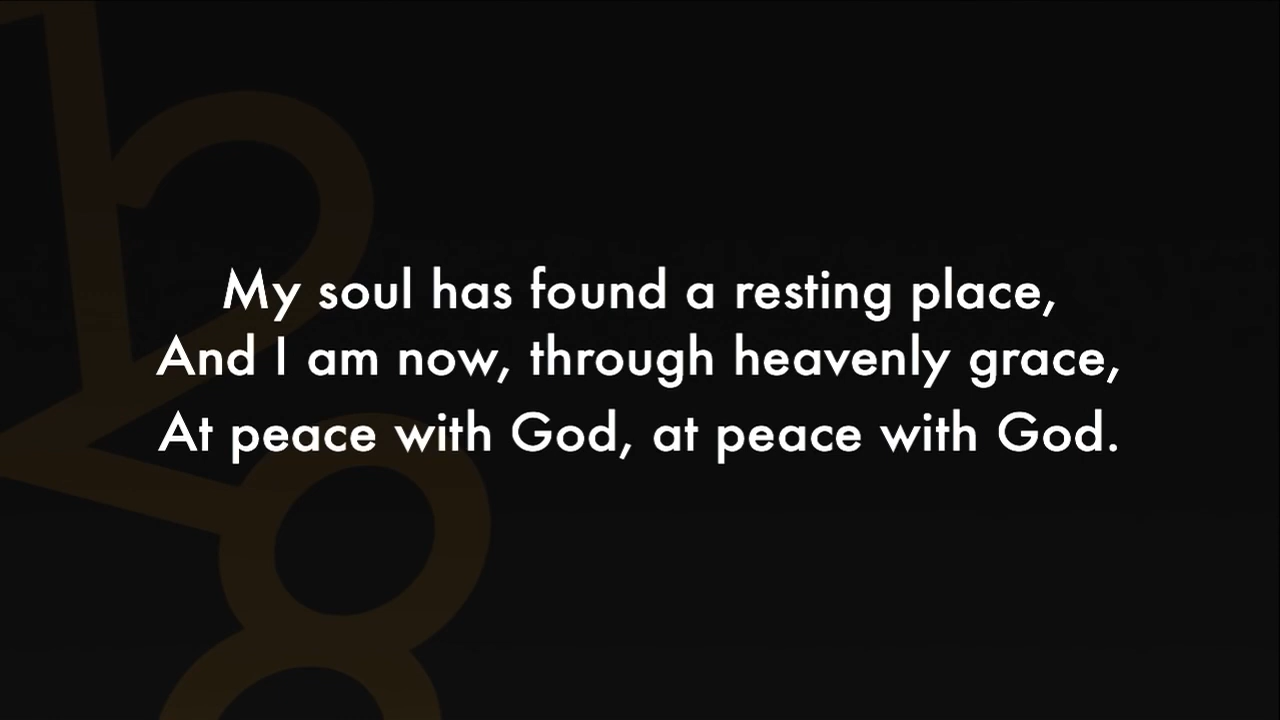 My soul has found a resting place,
And I am now, through heavenly grace,
At peace with God, at peace with God.